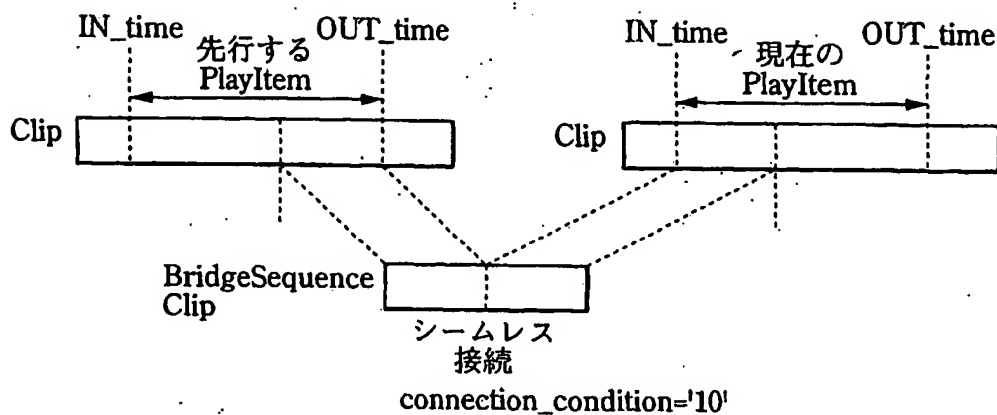 IN_time
OUT_time
先行する
PlayItem
Clip
IN_time
OUT_time
現在の
PlayItem
Clip
BridgeSequence
Clip
シームレス
接続
connection_condition='10'